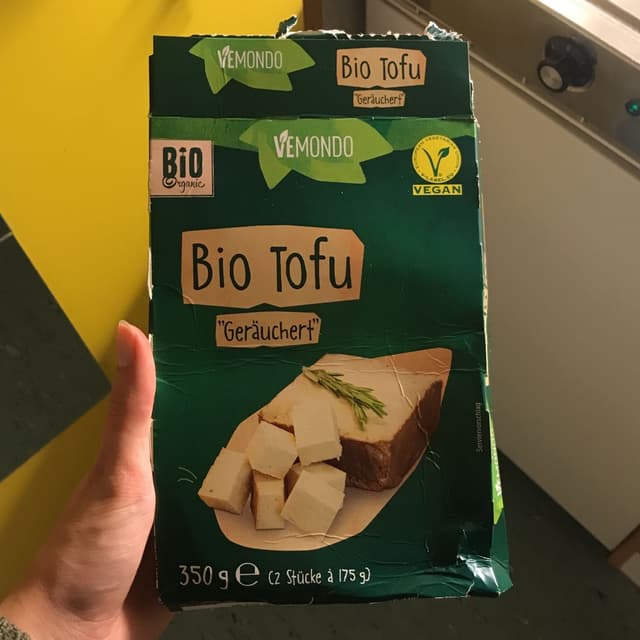 VEMONDO
Bio Tofu
"Geräuchert"
VEMONDO
BiO
Organic
VEGAN
Bio Tofu
"Geräuchert"
Serviervorschlag
350 g e (2 Stücke à 175 g)